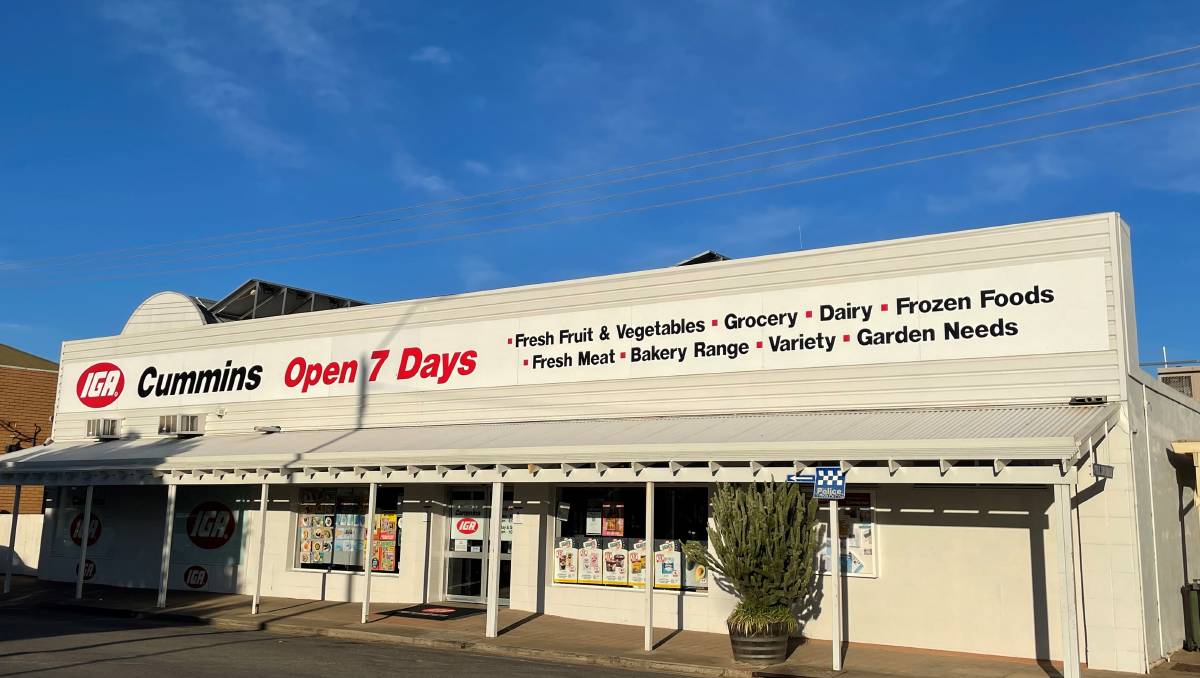 IGA Cummins Open 7 Days
▪ Fresh Fruit & Vegetables ▪ Grocery ▪ Dairy ▪ Frozen Foods
▪ Fresh Meat ▪ Bakery Range ▪ Variety ▪ Garden Needs
Police
IGA
IGA
IGA
IGA